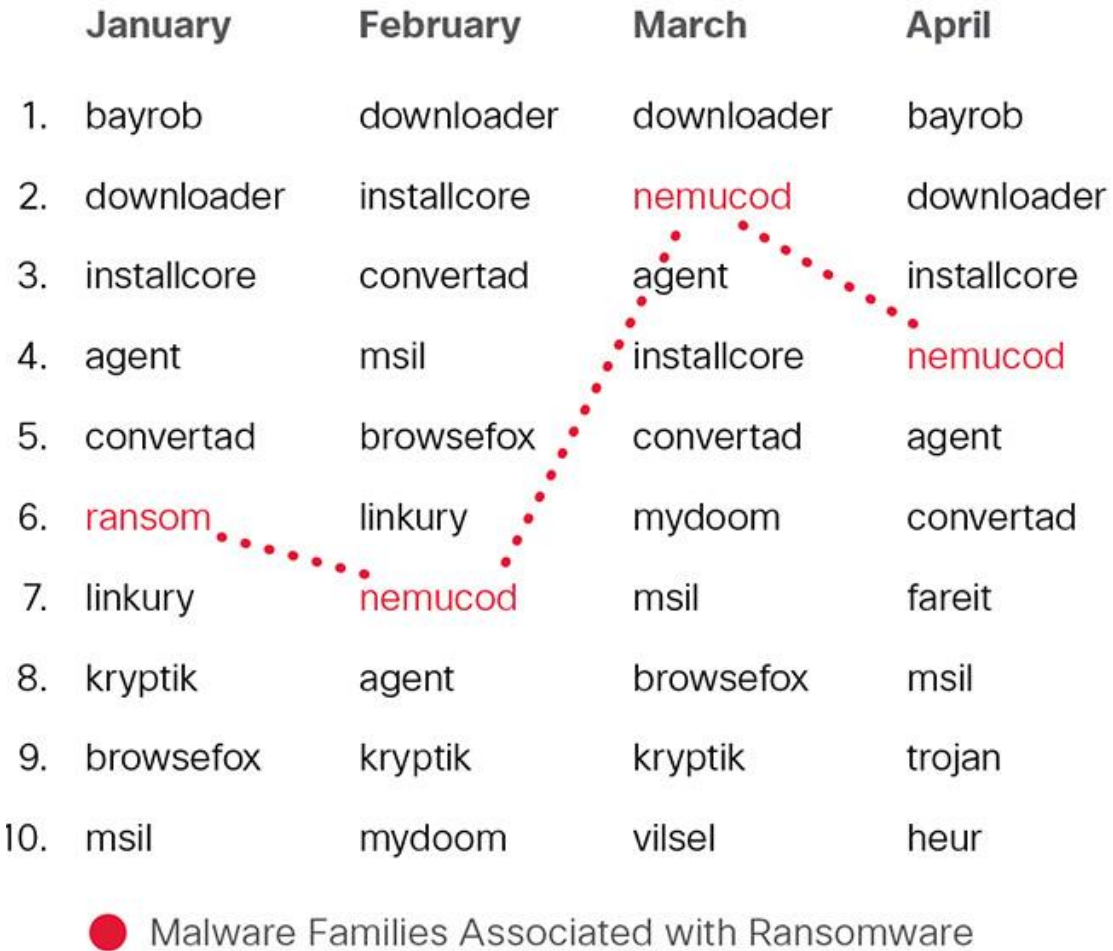 January February March April
1. bayrob downloader downloader bayrob
2. downloader installcore nemucod downloader
3. installcore convertad agent installcore
4. agent msil installcore nemucod
5. convertad browsefox convertad agent
6. ransom linkury mydoom convertad
7. linkury nemucod msil fareit
8. kryptik agent browsefox msil
9. browsefox kryptik kryptik trojan
10. msil mydoom vilsel heur
Malware Families Associated with Ransomware